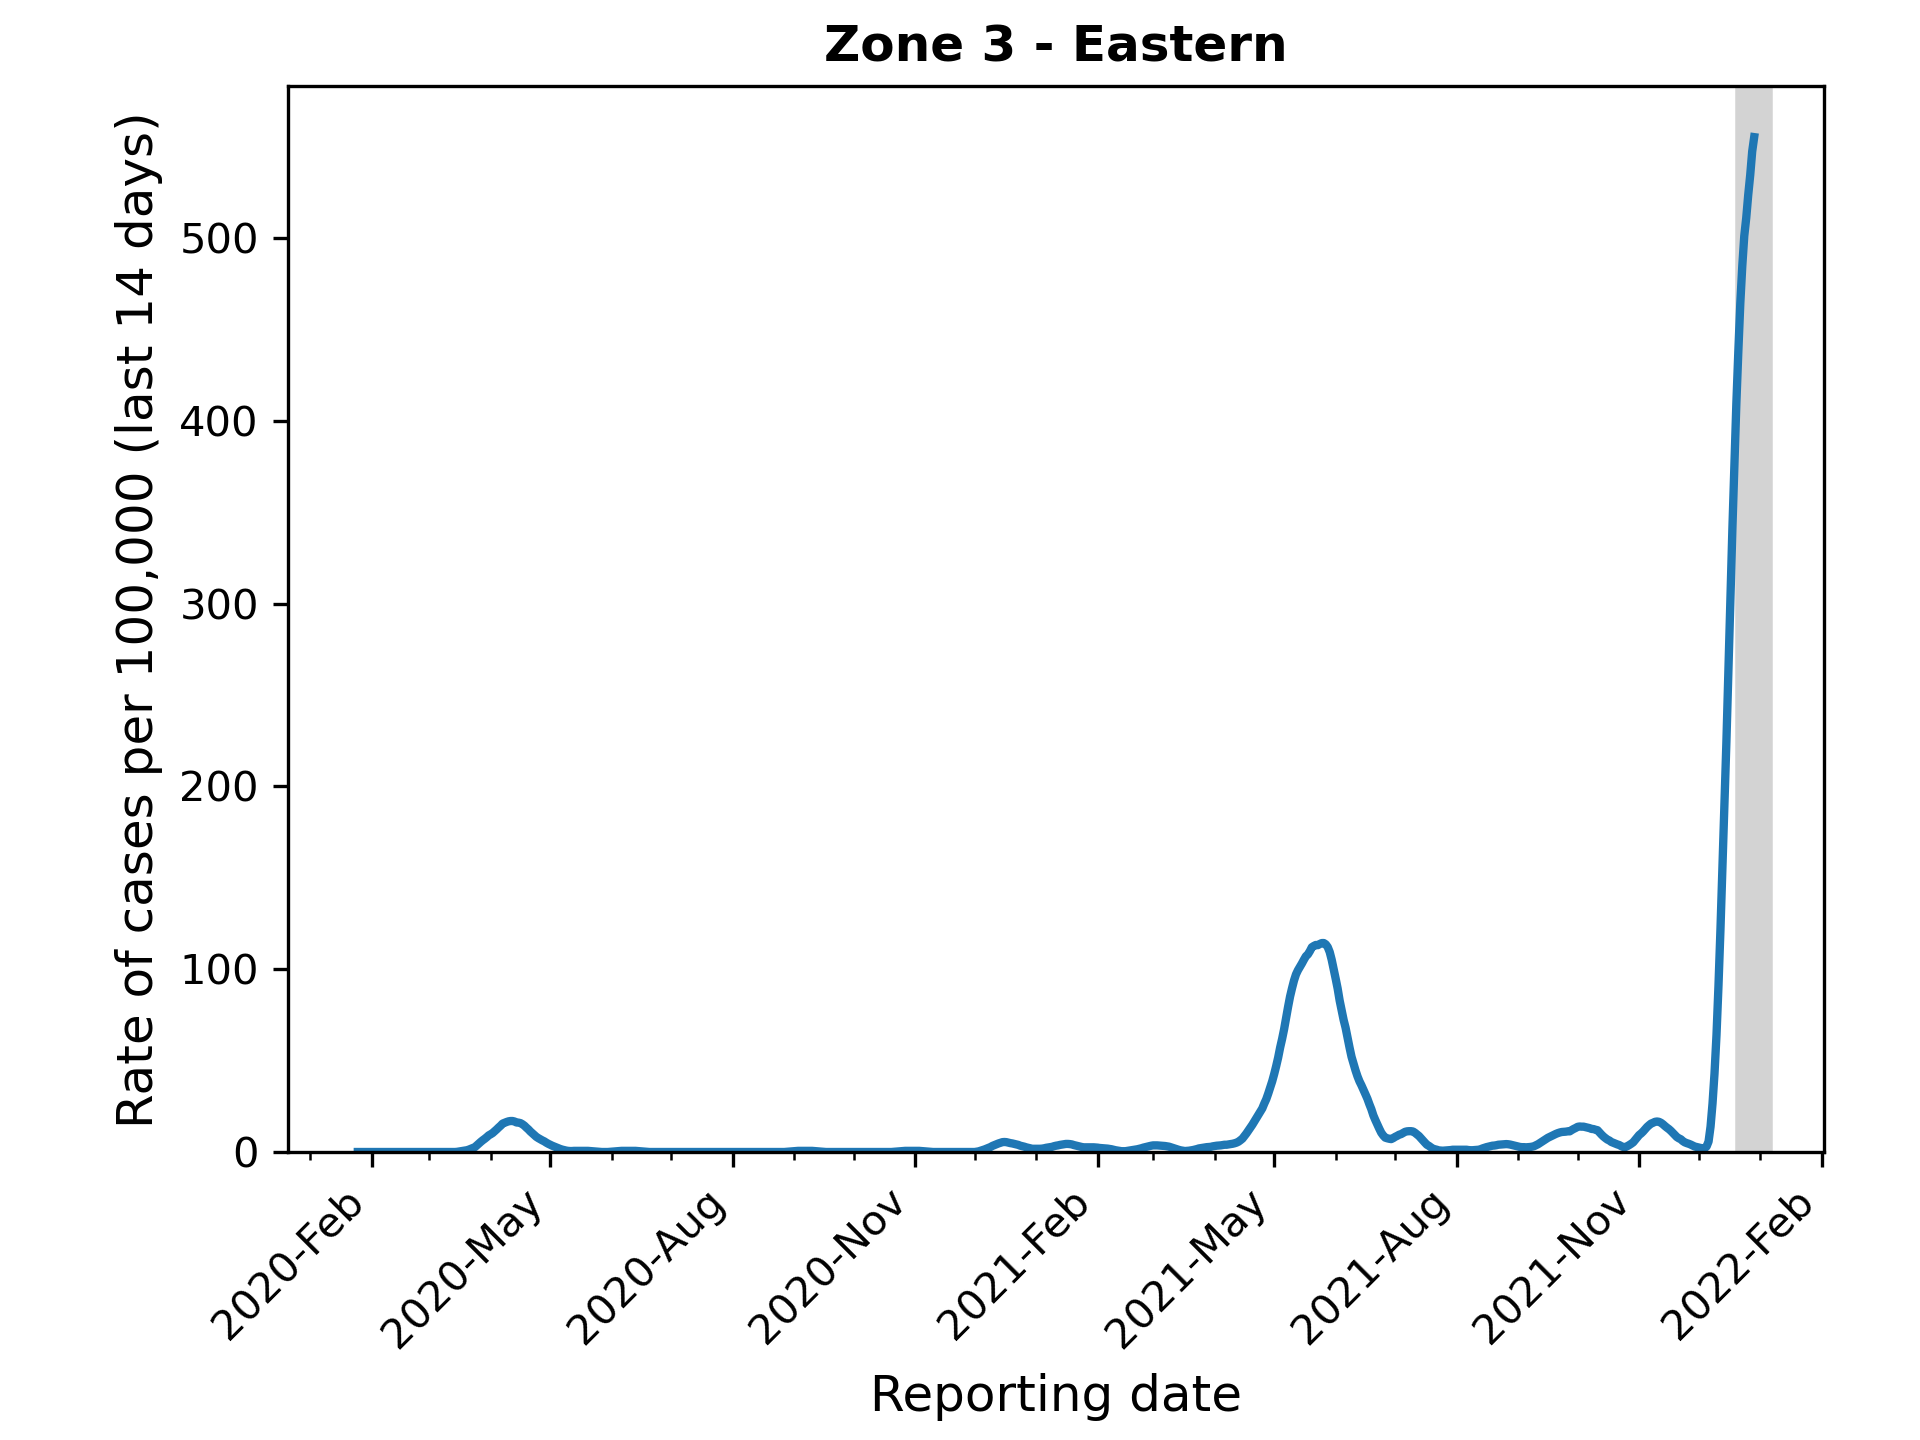 Zone 3 - Eastern
Rate of cases per 100,000 (last 14 days)
500
400
300
200
100
0
2020-Feb
2020-May
2020-Aug
2020-Nov
2021-Feb
2021-May
2021-Aug
2021-Nov
2022-Feb
Reporting date